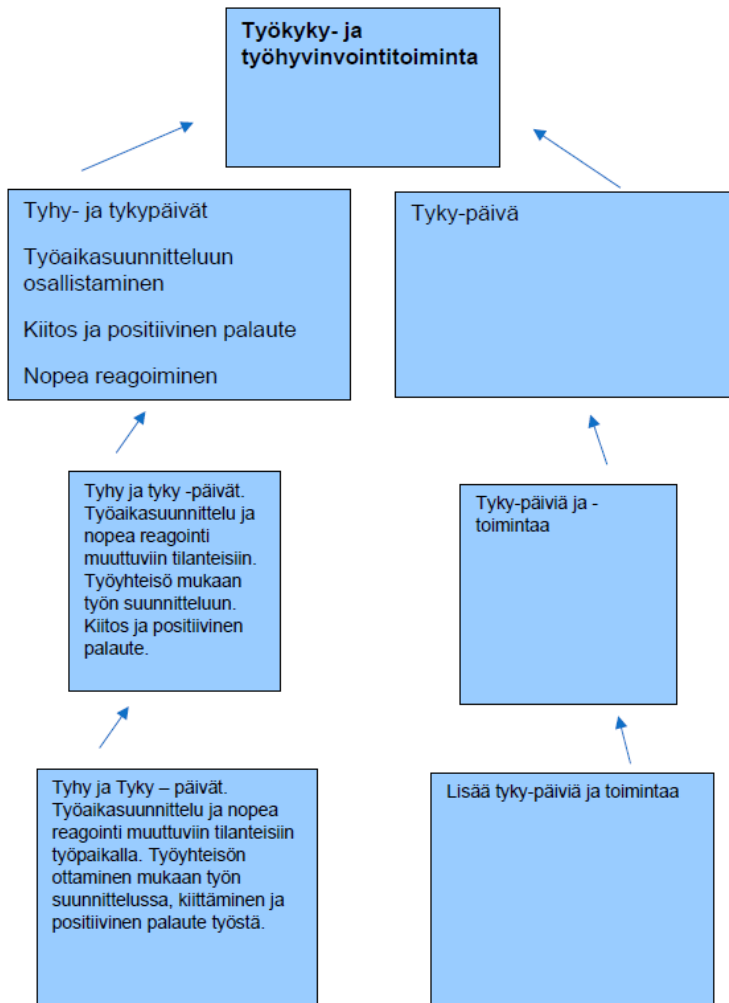 Työkyky- ja
työhyvinvointitoiminta
Tyhy- ja tykypäivät
Työaikasuunnitteluun
osallistaminen
Kiitos ja positiivinen palaute
Nopea reagoiminen
Tyky-päivä
Tyhy ja tyky -päivät.
Työaikasuunnittelu ja
nopea reagointi
muuttuviin tilanteisiin.
Työyhteisö mukaan
työn suunnitteluun.
Kiitos ja positiivinen
palaute.
Tyky-päiviä ja -
toimintaa
Tyhy ja Tyky – päivät.
Työaikasuunnittelu ja nopea
reagointi muuttuviin tilanteisiin
työpaikalla. Työyhteisön
ottaminen mukaan työn
suunnittelussa, kiittäminen ja
positiivinen palaute työstä.
Lisää tyky-päiviä ja toimintaa